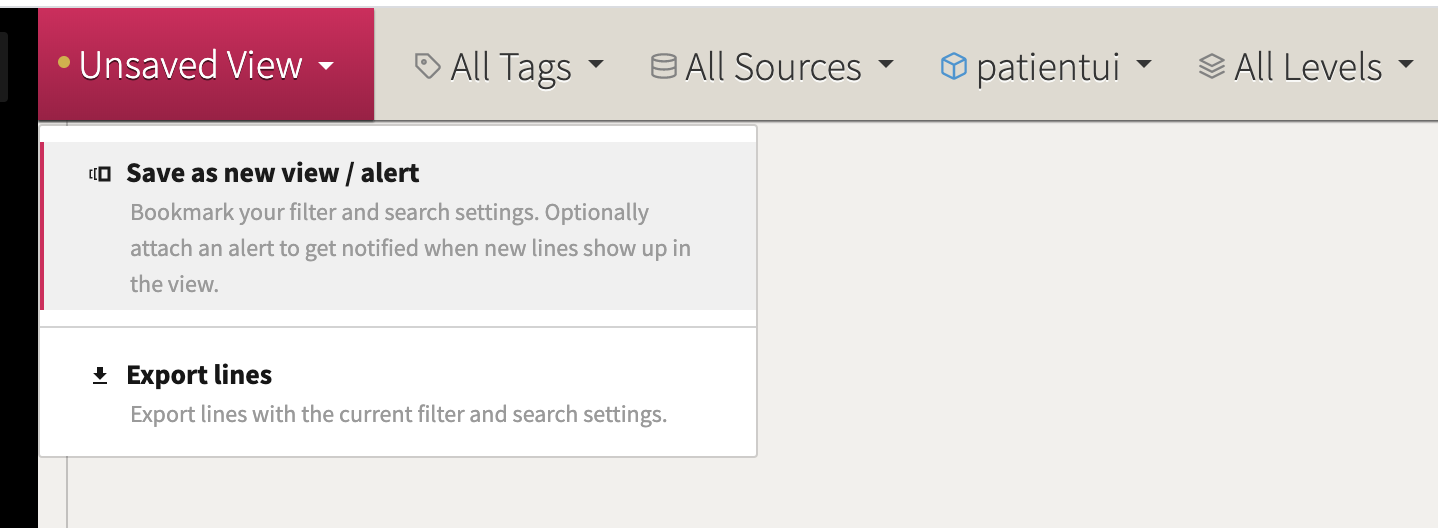 Unsaved View
All Tags
All Sources
patientui
All Levels
Save as new view / alert
Bookmark your filter and search settings. Optionally
attach an alert to get notified when new lines show up in
the view.
Export lines
Export lines with the current filter and search settings.